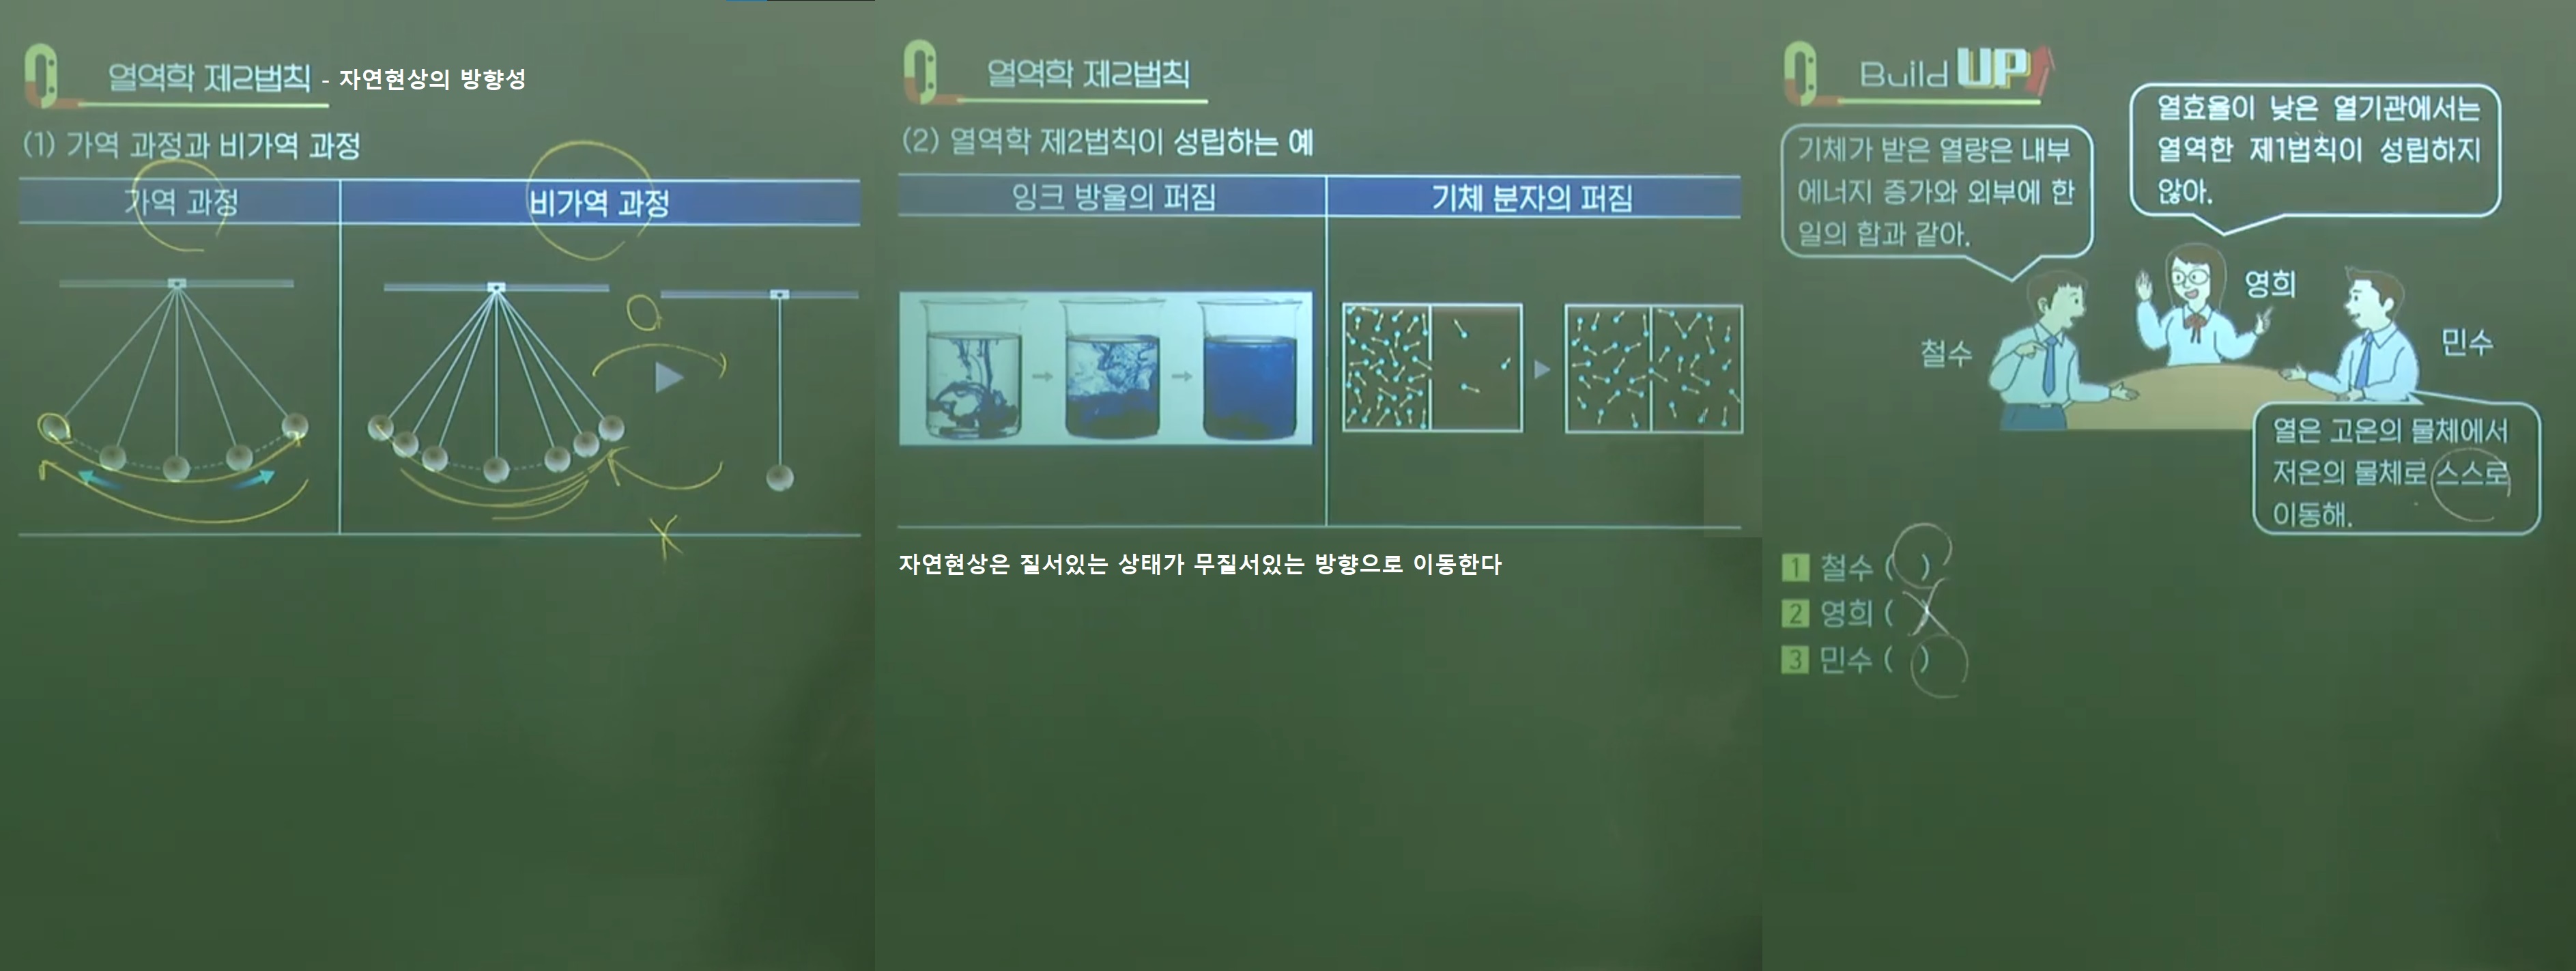 열역학 제2법칙 - 자연현상의 방향성
(1) 가역 과정과 비가역 과정
가역 과정
비가역 과정
열역학 제2법칙
(2) 열역학 제2법칙이 성립하는 예
잉크 방울의 퍼짐
기체 분자의 퍼짐
자연현상은 질서있는 상태가 무질서있는 방향으로 이동한다
Build UP
기체가 받은 열량은 내부
에너지 증가와 외부에 한
일의 합과 같아.
열효율이 낮은 열기관에서는
열역한 제1법칙이 성립하지
않아.
철수
영희
민수
열은 고온의 물체에서
저온의 물체로 스스로
이동해.
1 철수 ( O )
2 영희 ( X )
3 민수 ( O )